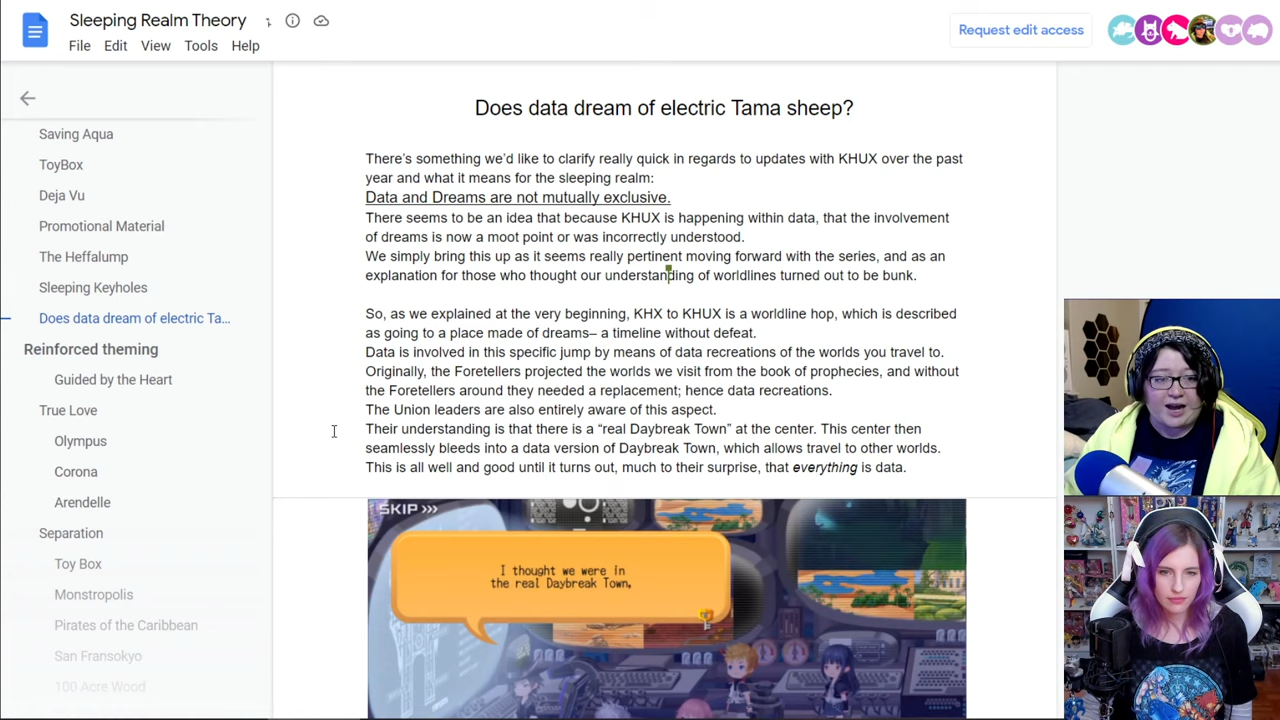 Sleeping Realm Theory
File Edit View Tools Help
Request edit access
Saving Aqua
ToyBox
Deja Vu
Promotional Material
The Heffalump
Sleeping Keyholes
Does data dream of electric Ta...
Reinforced theming
Guided by the Heart
True Love
Olympus
Corona
Arendelle
Separation
Toy Box
Monstropolis
Pirates of the Caribbean
San Fransokyo
100 Acre Wood
Does data dream of electric Tama sheep?
There's something we'd like to clarify really quick in regards to updates with KHUX over the past
year and what it means for the sleeping realm:
Data and Dreams are not mutually exclusive.
There seems to be an idea that because KHUX is happening within data, that the involvement
of dreams is now a moot point or was incorrectly understood.
We simply bring this up as it seems really pertinent moving forward with the series, and as an
explanation for those who thought our understanding of worldlines turned out to be bunk.
So, as we explained at the very beginning, KHX to KHUX is a worldline hop, which is described
as going to a place made of dreams– a timeline without defeat.
Data is involved in this specific jump by means of data recreations of the worlds you travel to.
Originally, the Foretellers projected the worlds we visit from the book of prophecies, and without
the Foretellers around they needed a replacement; hence data recreations.
The Union leaders are also entirely aware of this aspect.
Their understanding is that there is a “real Daybreak Town” at the center. This center then
seamlessly bleeds into a data version of Daybreak Town, which allows travel to other worlds.
This is all well and good until it turns out, much to their surprise, that everything is data.
SKIP >>>
I thought we were in
the real Daybreak Town.